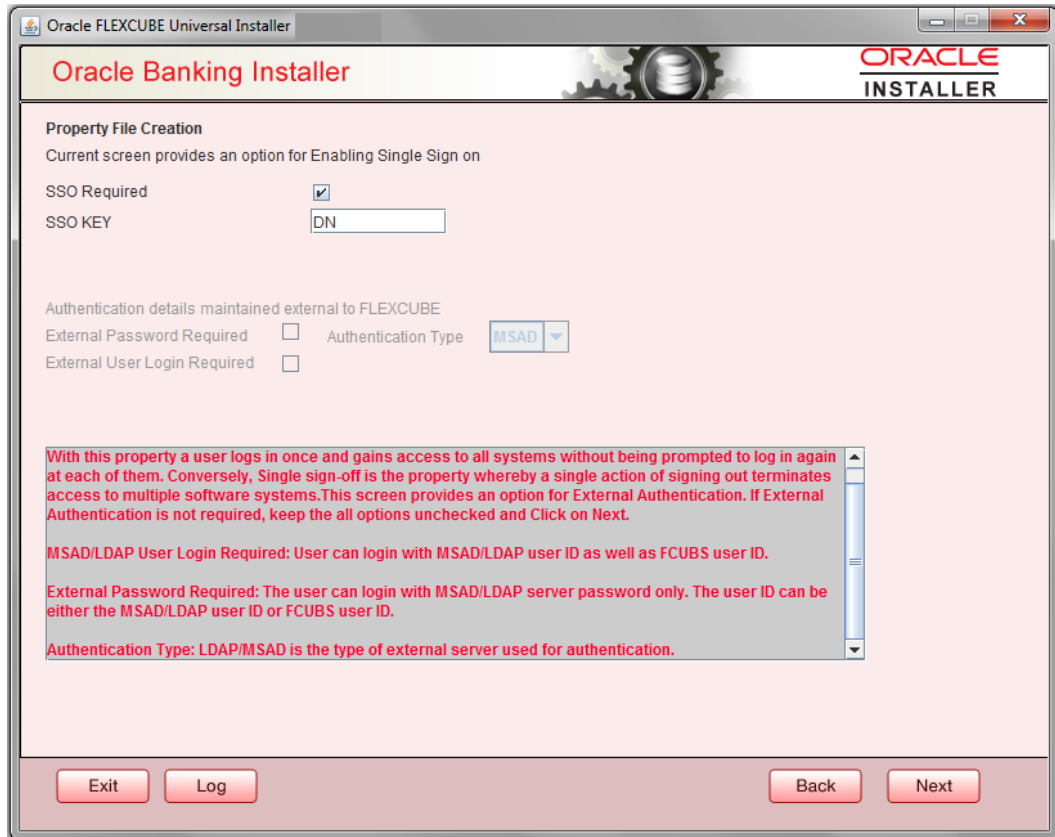 Oracle FLEXCUBE Universal Installer
Oracle Banking Installer
ORACLE
INSTALLER
Property File Creation
Current screen provides an option for Enabling Single Sign on
SSO Required
SSO KEY DN
Authentication details maintained external to FLEXCUBE
External Password Required Authentication Type MSAD
External User Login Required
With this property a user logs in once and gains access to all systems without being prompted to log in again
at each of them. Conversely, Single sign-off is the property whereby a single action of signing out terminates
access to multiple software systems.This screen provides an option for External Authentication. If External
Authentication is not required, keep the all options unchecked and Click on Next.
MSAD/LDAP User Login Required: User can login with MSAD/LDAP user ID as well as FCUBS user ID.
External Password Required: The user can login with MSAD/LDAP server password only. The user ID can be
either the MSAD/LDAP user ID or FCUBS user ID.
Authentication Type: LDAP/MSAD is the type of external server used for authentication.
Exit Log Back Next